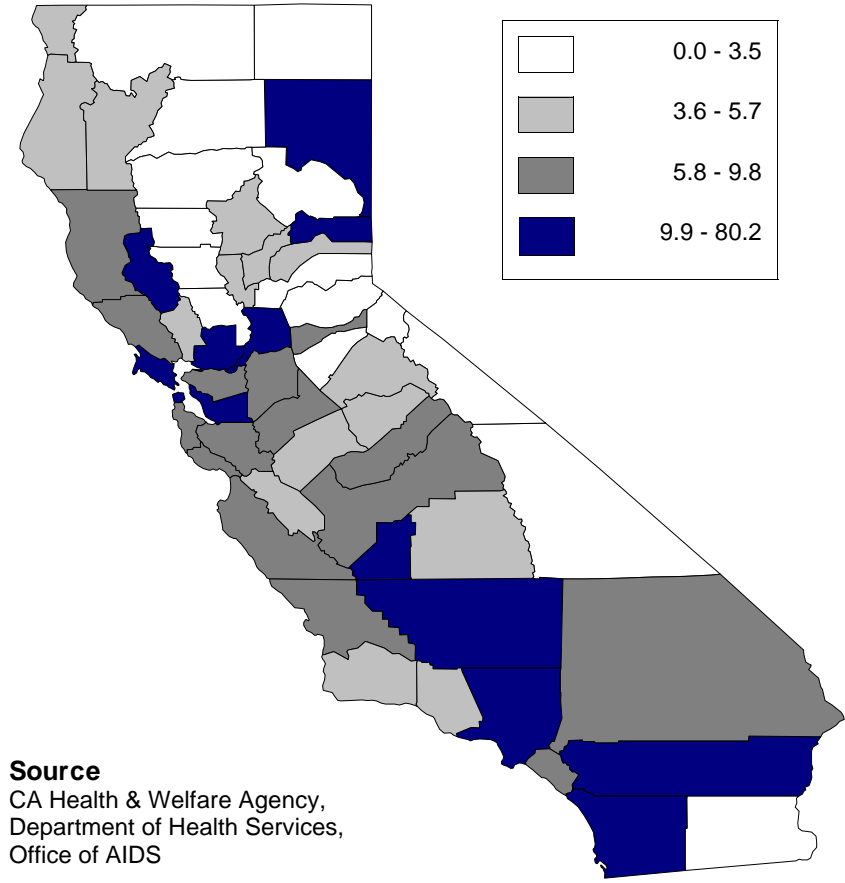 0.0 - 3.5
3.6 - 5.7
5.8 - 9.8
9.9 - 80.2
Source
CA Health & Welfare Agency,
Department of Health Services,
Office of AIDS